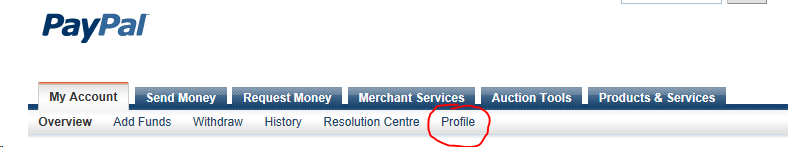 PayPal
My Account Send Money Request Money Merchant Services Auction Tools Products & Services
Overview Add Funds Withdraw History Resolution Centre Profile